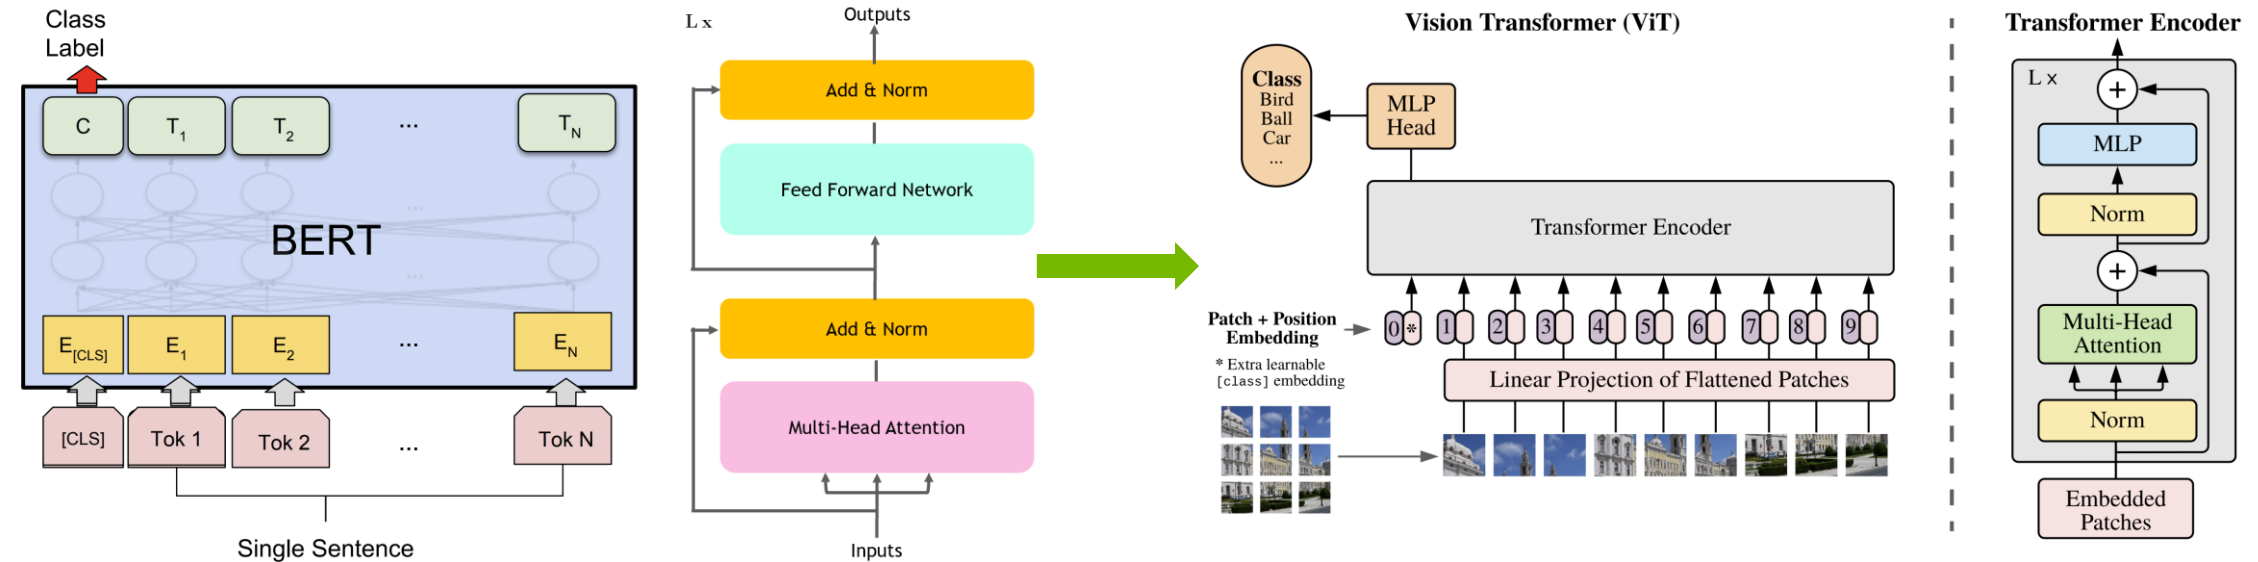 Class
Label
C
T1
T2
...
TN
...
BERT
...
E[CLS]
E1
E2
...
EN
[CLS]
Tok 1
Tok 2
...
Tok N
Single Sentence
L x
Outputs
Add & Norm
Feed Forward Network
Add & Norm
Multi-Head Attention
Inputs
Vision Transformer (ViT)
Class
Bird
Ball
Car
...
MLP
Head
Transformer Encoder
Patch + Position
Embedding
* Extra learnable
[class] embedding
0 * 1 2 3 4 5 6 7 8 9
Linear Projection of Flattened Patches
Transformer Encoder
L x
+
MLP
Norm
+
Multi-Head
Attention
Norm
Embedded
Patches